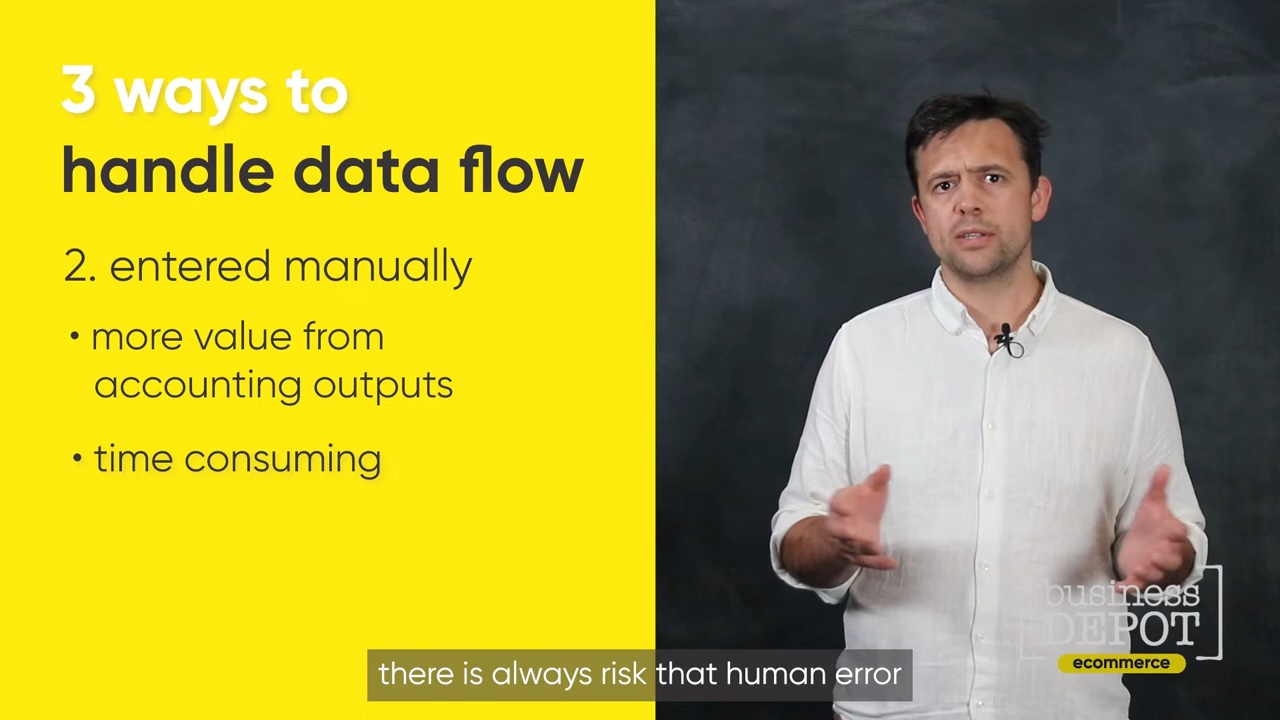 3 ways to
handle data flow
2. entered manually
• more value from
accounting outputs
• time consuming
business
DEPOT
ecommerce
there is always risk that human error